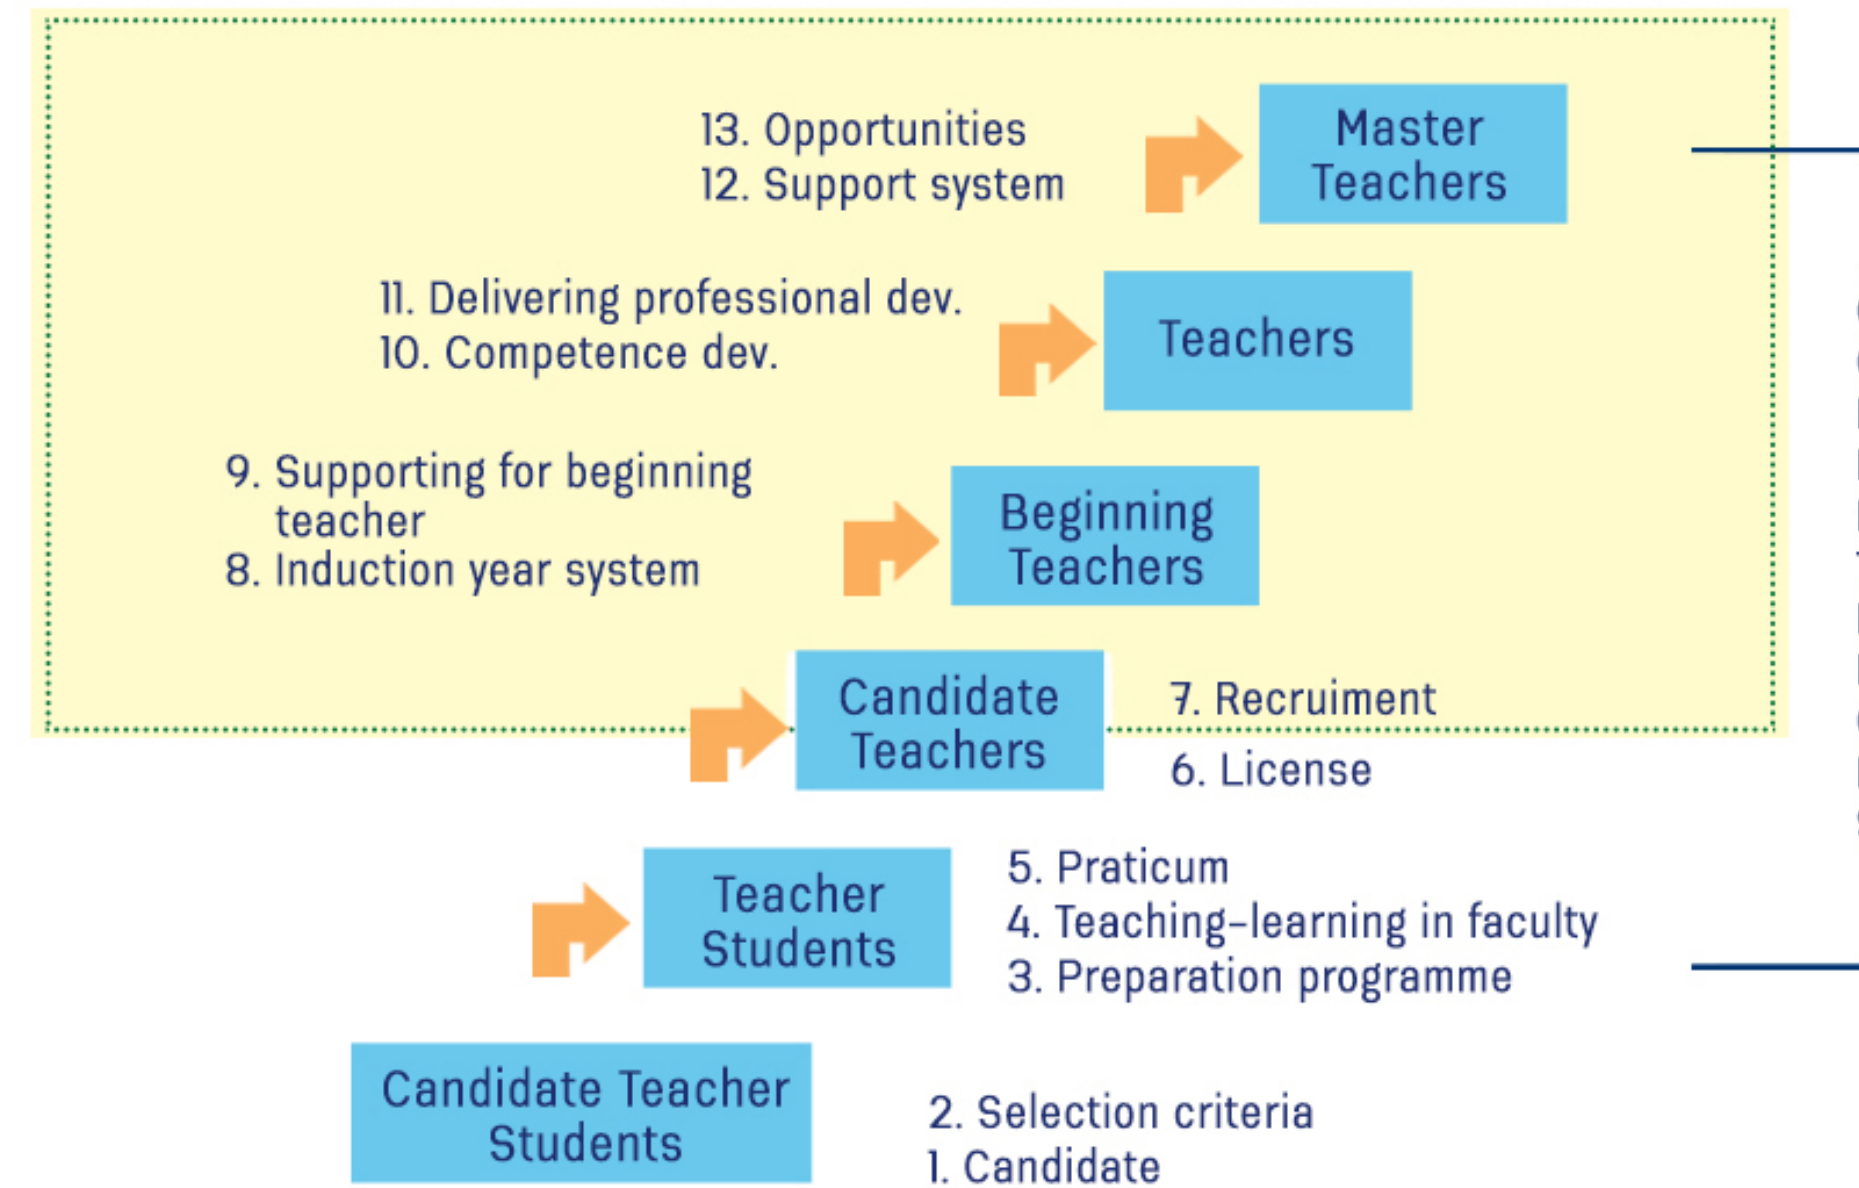 13. Opportunities
12. Support system
Master
Teachers
11. Delivering professional dev.
10. Competence dev.
Teachers
9. Supporting for beginning
teacher
8. Induction year system
Beginning
Teachers
Candidate
Teachers
7. Recruiment
6. License
Teacher
Students
5. Praticum
4. Teaching–learning in faculty
3. Preparation programme
Candidate Teacher
Students
2. Selection criteria
1. Candidate